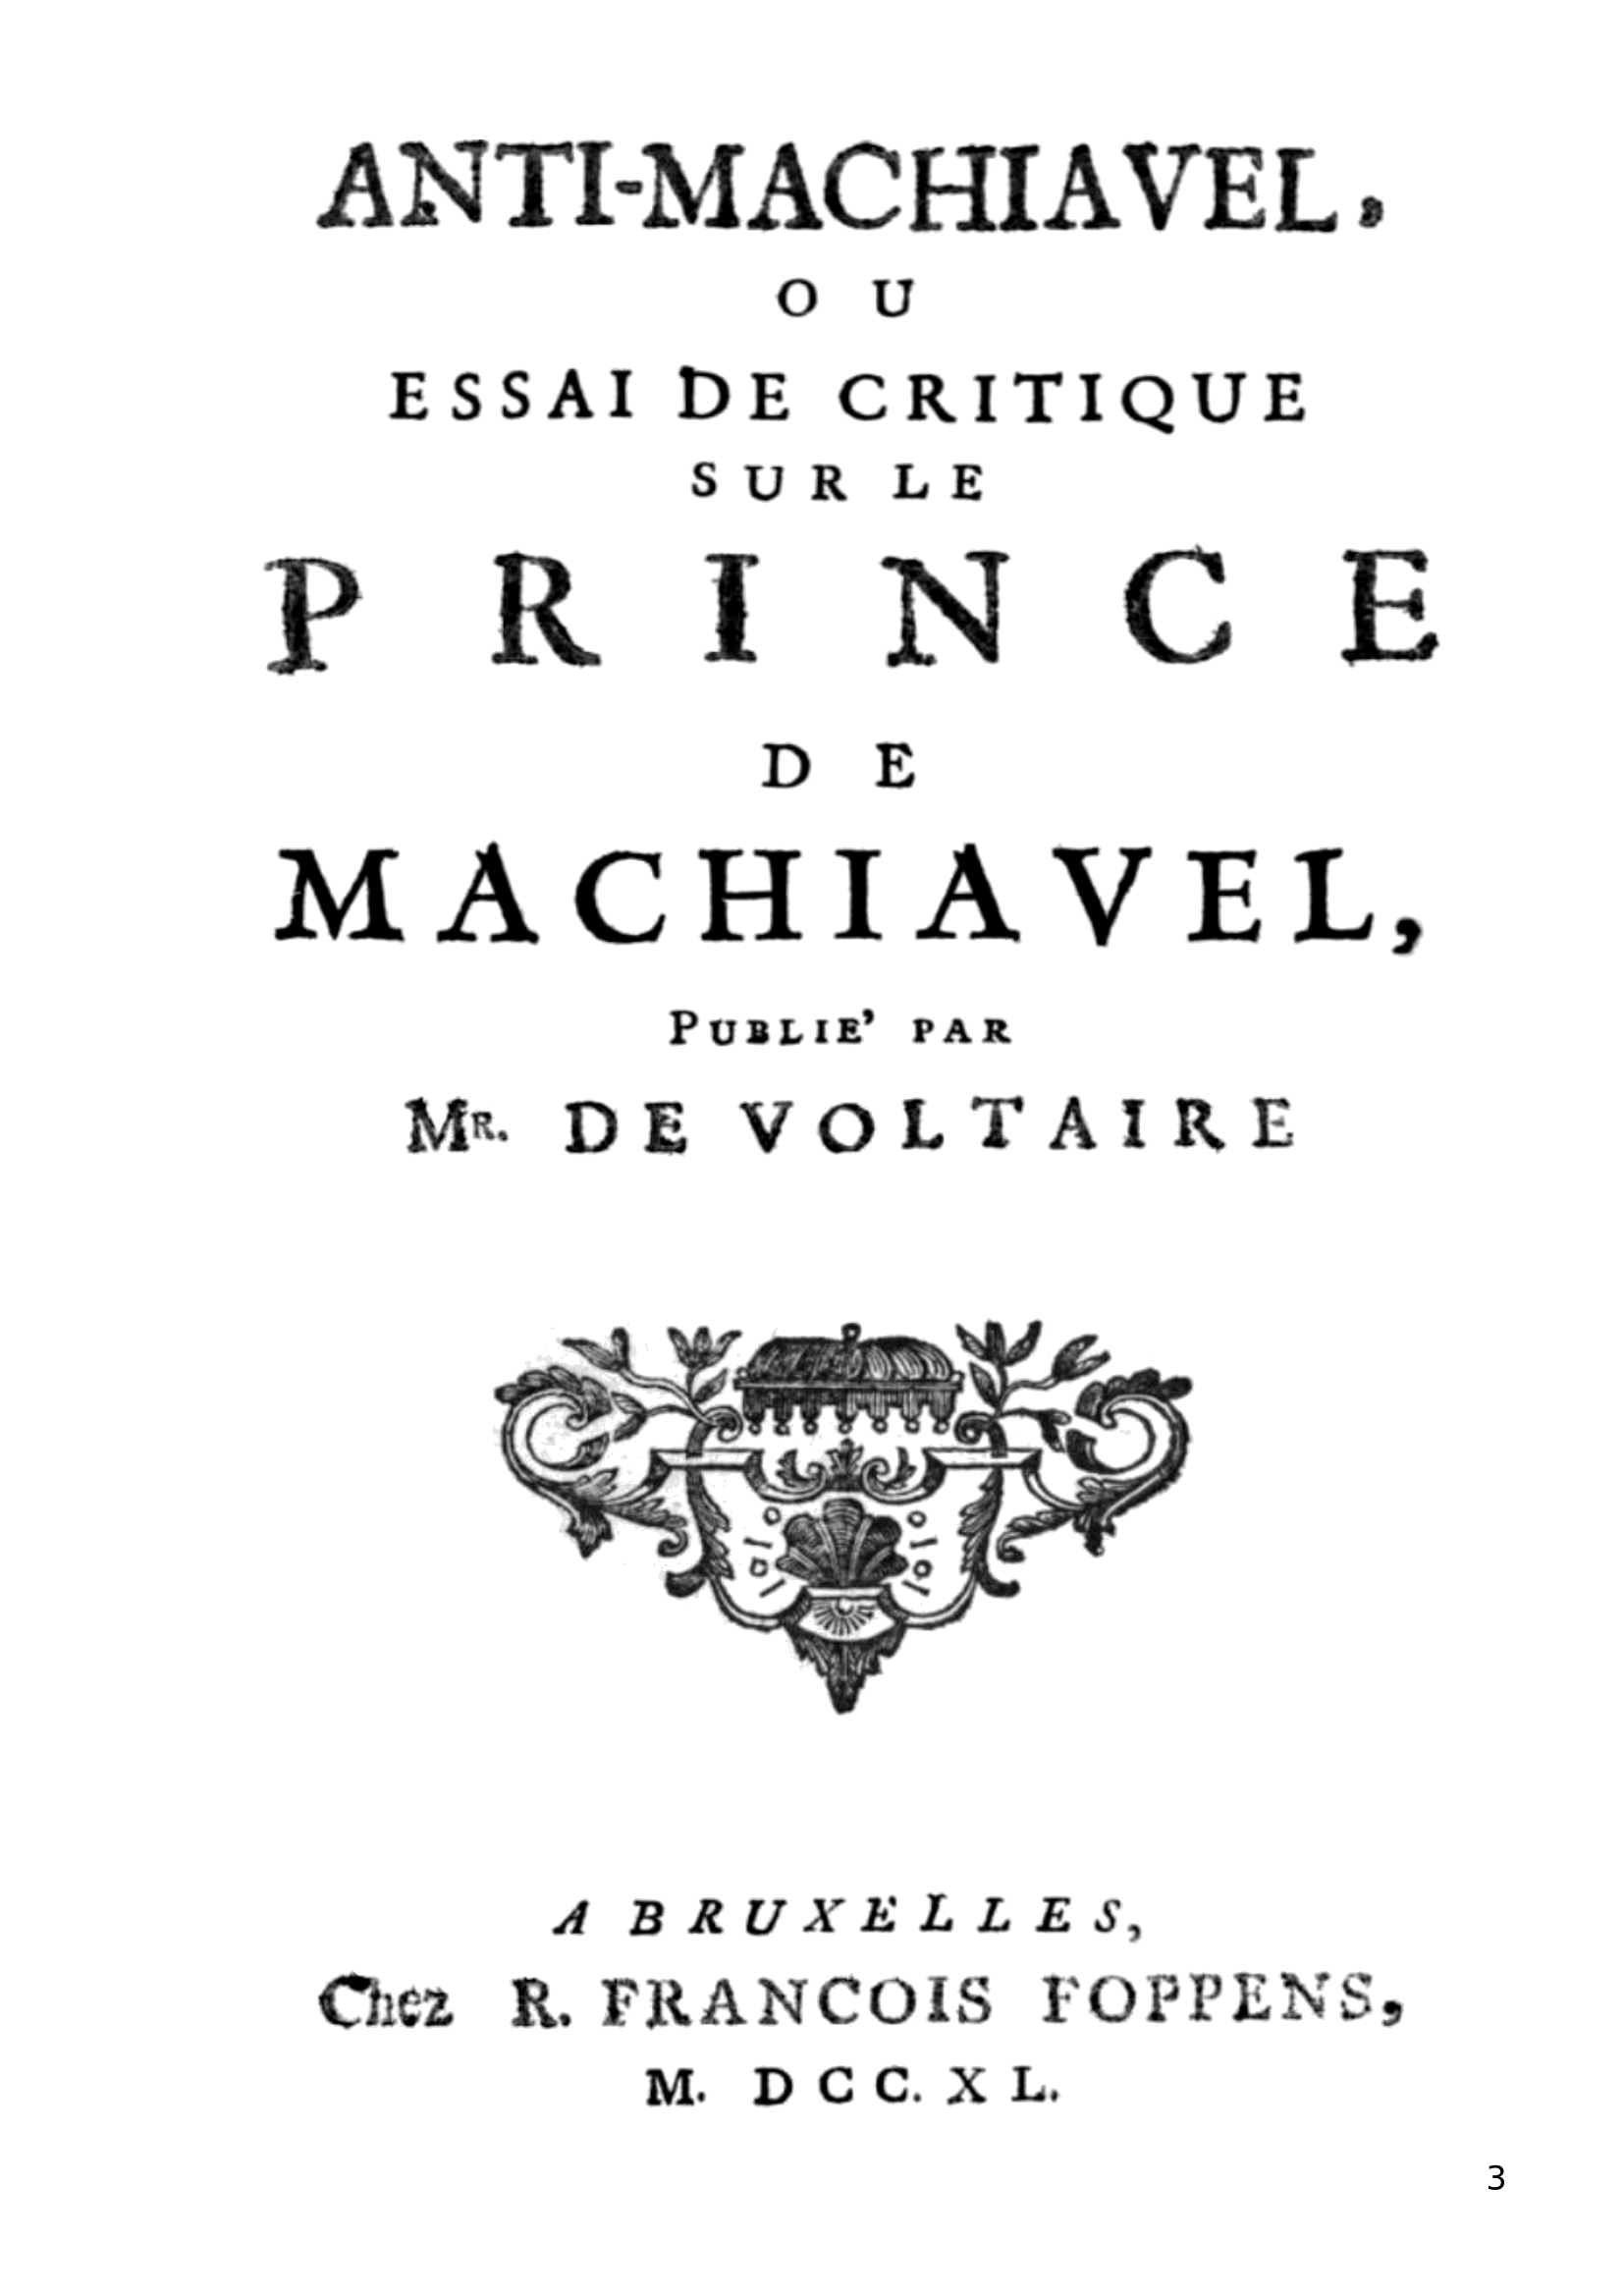 ANTI-MACHIAVEL,
OU
ESSAI DE CRITIQUE
SUR LE
PRINCE
DE
MACHIAVEL,
PUBLIE' PAR
MR. DE VOLTAIRE
A BRUXELLES,
Chez R. FRANCOIS FOPPENS,
M. DCC. XL.
3